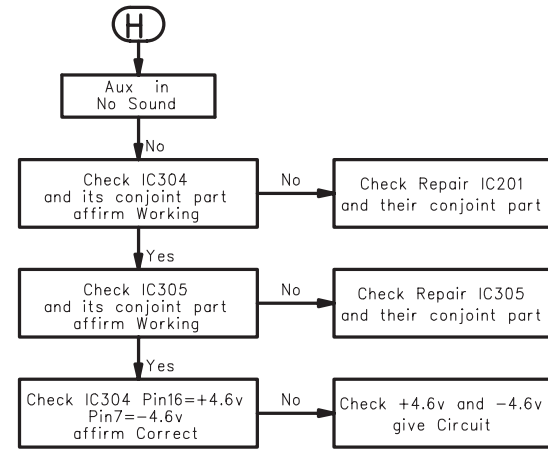 H
Aux in
No Sound
No
Check IC304
and its conjoint part
affirm Working
No
Check Repair IC201
and their conjoint part
Yes
Check IC305
and its conjoint part
affirm Working
No
Check Repair IC305
and their conjoint part
Yes
Check IC304 Pin16=+4.6v
Pin7=−4.6v
affirm Correct
No
Check +4.6v and −4.6v
give Circuit